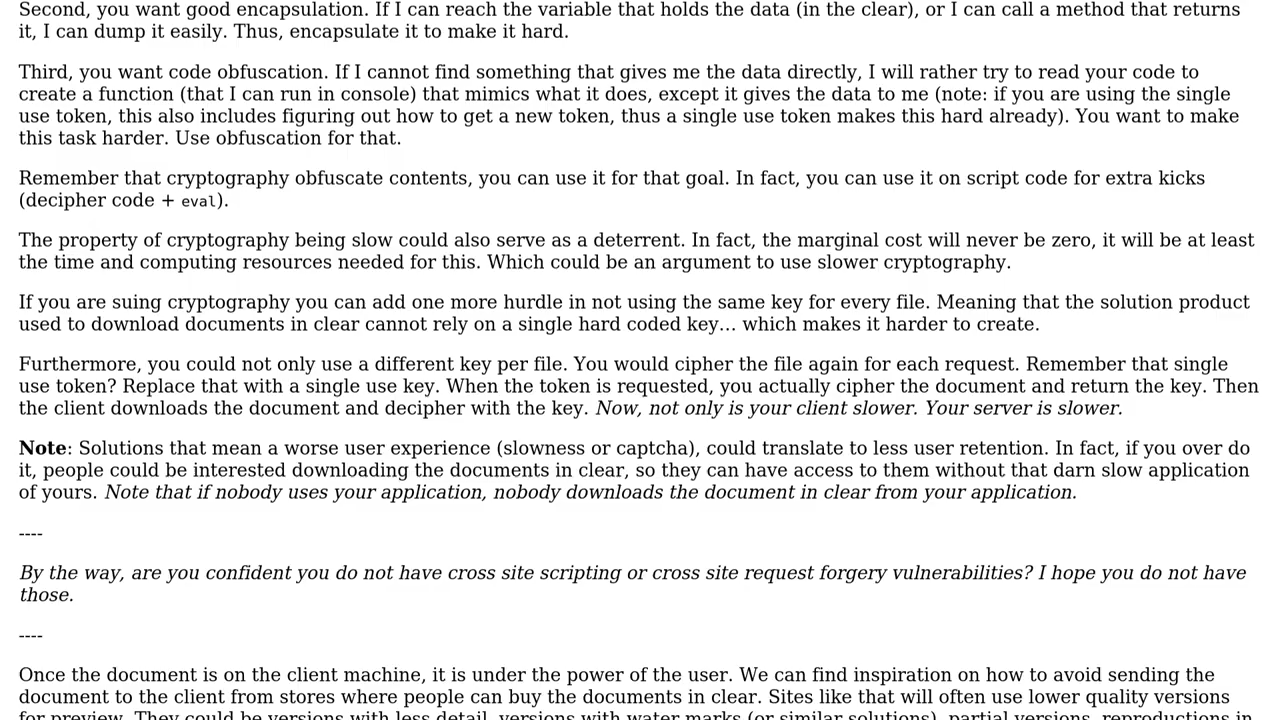 Second, you want good encapsulation. If I can reach the variable that holds the data (in the clear), or I can call a method that returns
it, I can dump it easily. Thus, encapsulate it to make it hard.
Third, you want code obfuscation. If I cannot find something that gives me the data directly, I will rather try to read your code to
create a function (that I can run in console) that mimics what it does, except it gives the data to me (note: if you are using the single
use token, this also includes figuring out how to get a new token, thus a single use token makes this hard already). You want to make
this task harder. Use obfuscation for that.
Remember that cryptography obfuscate contents, you can use it for that goal. In fact, you can use it on script code for extra kicks
(decipher code + eval).
The property of cryptography being slow could also serve as a deterrent. In fact, the marginal cost will never be zero, it will be at least
the time and computing resources needed for this. Which could be an argument to use slower cryptography.
If you are suing cryptography you can add one more hurdle in not using the same key for every file. Meaning that the solution product
used to download documents in clear cannot rely on a single hard coded key... which makes it harder to create.
Furthermore, you could not only use a different key per file. You would cipher the file again for each request. Remember that single
use token? Replace that with a single use key. When the token is requested, you actually cipher the document and return the key. Then
the client downloads the document and decipher with the key. Now, not only is your client slower. Your server is slower.
Note: Solutions that mean a worse user experience (slowness or captcha), could translate to less user retention. In fact, if you over do
it, people could be interested downloading the documents in clear, so they can have access to them without that darn slow application
of yours. Note that if nobody uses your application, nobody downloads the document in clear from your application.
----
By the way, are you confident you do not have cross site scripting or cross site request forgery vulnerabilities? I hope you do not have
those.
----
Once the document is on the client machine, it is under the power of the user. We can find inspiration on how to avoid sending the
document to the client from stores where people can buy the documents in clear. Sites like that will often use lower quality versions
for preview. They could be versions with less detail, versions with water marks (or similar solutions), partial versions, reproductions in